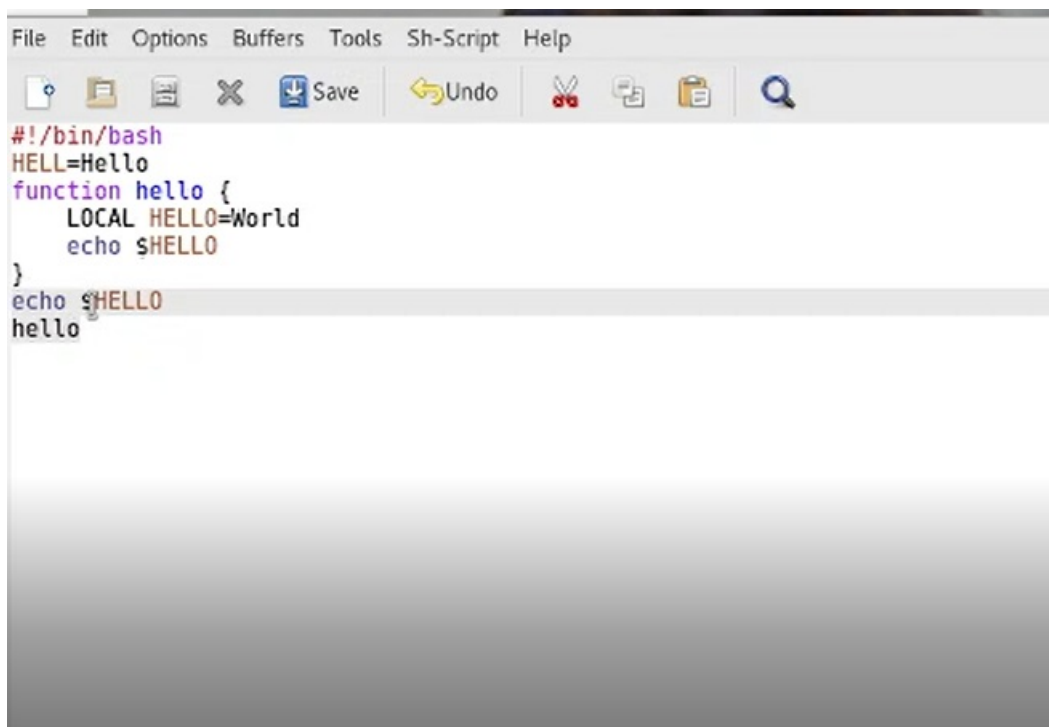 File Edit Options Buffers Tools Sh-Script Help
Save Undo
#!/bin/bash
HELL=Hello
function hello {
    LOCAL HELLO=World
    echo $HELLO
}
echo $HELLO
hello